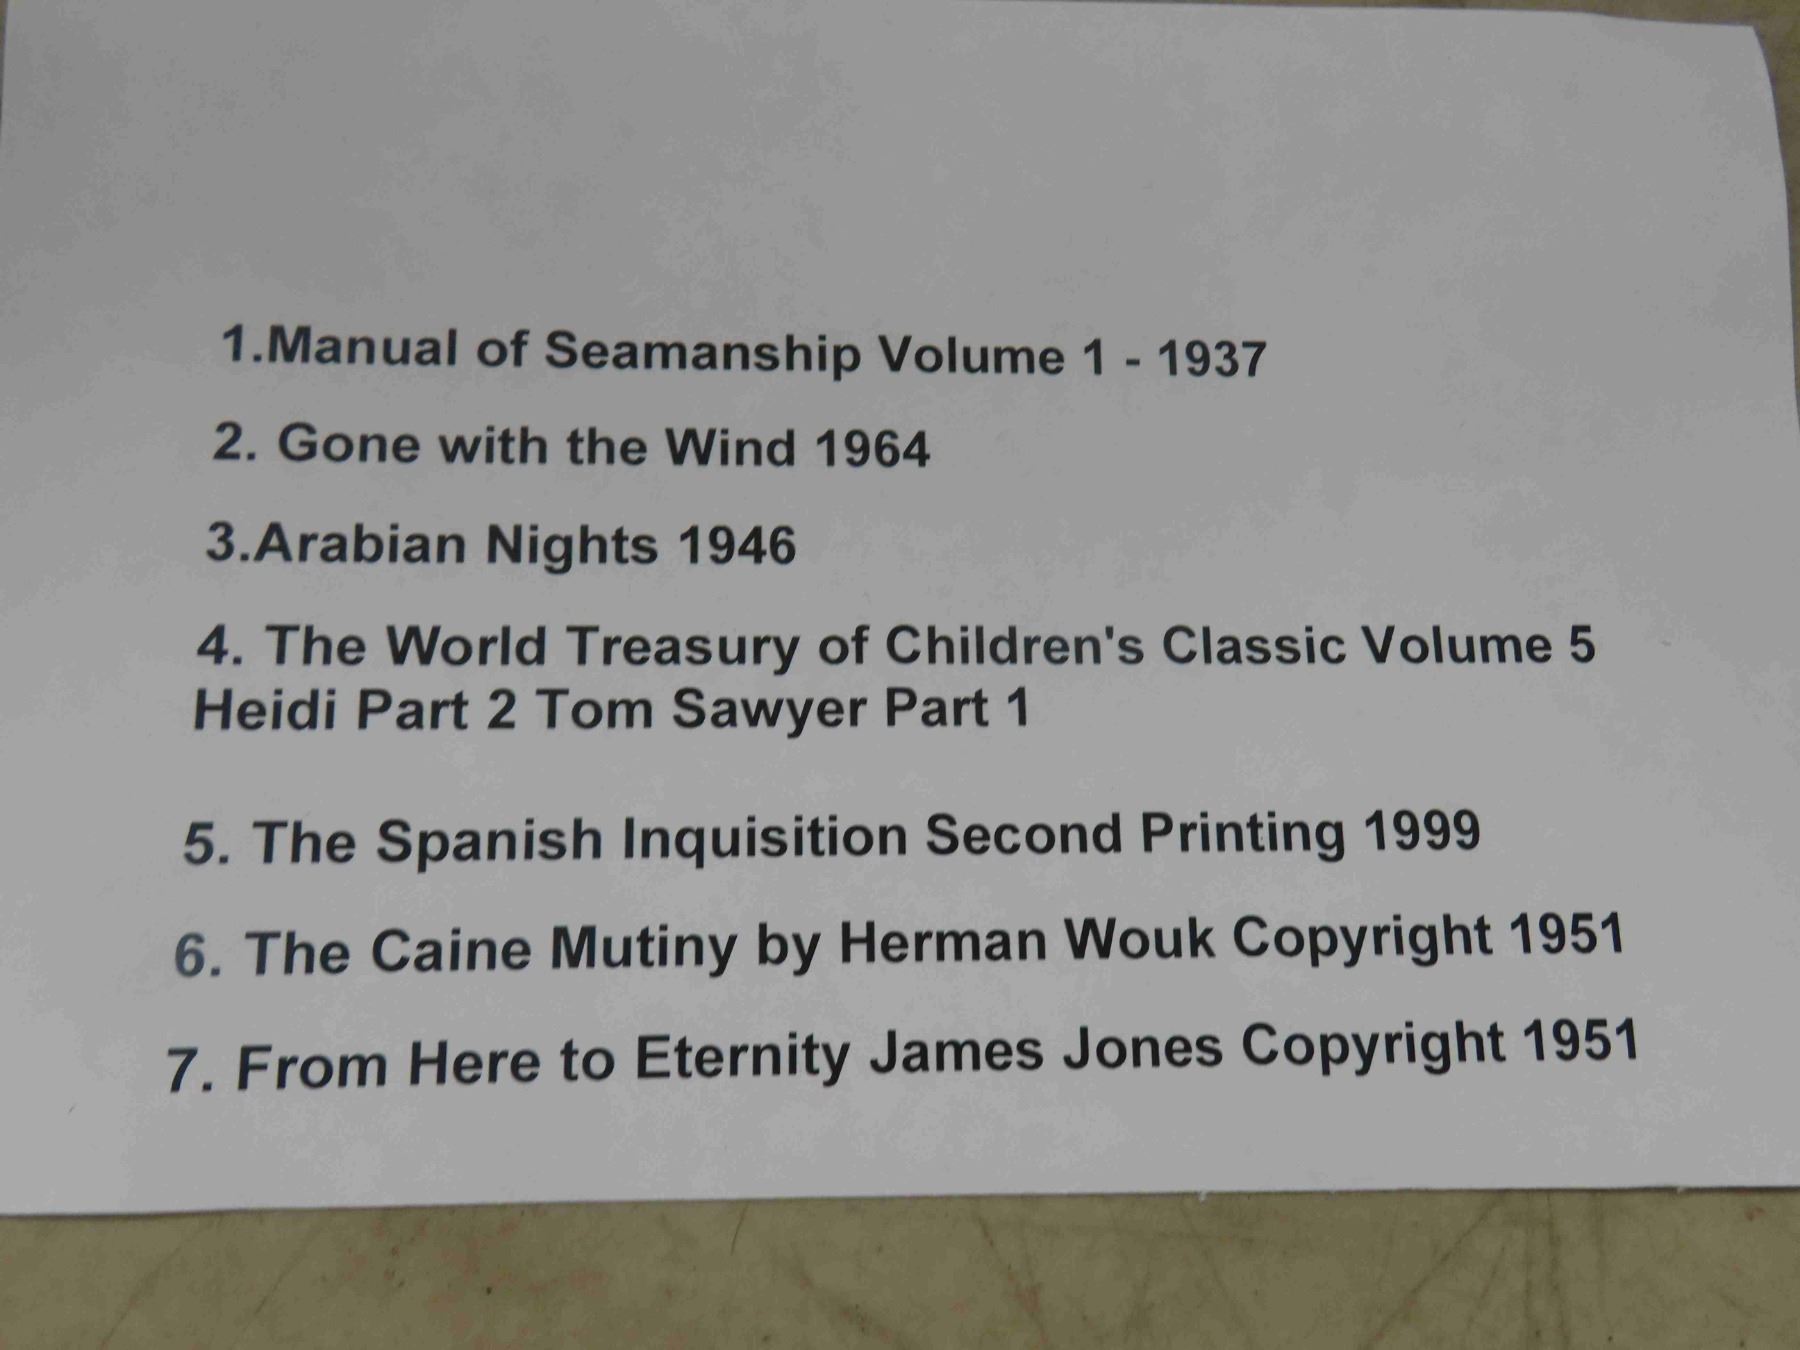 1.Manual of Seamanship Volume 1 - 1937
2. Gone with the Wind 1964
3.Arabian Nights 1946
4. The World Treasury of Children's Classic Volume 5
Heidi Part 2 Tom Sawyer Part 1
5. The Spanish Inquisition Second Printing 1999
6. The Caine Mutiny by Herman Wouk Copyright 1951
7. From Here to Eternity James Jones Copyright 1951